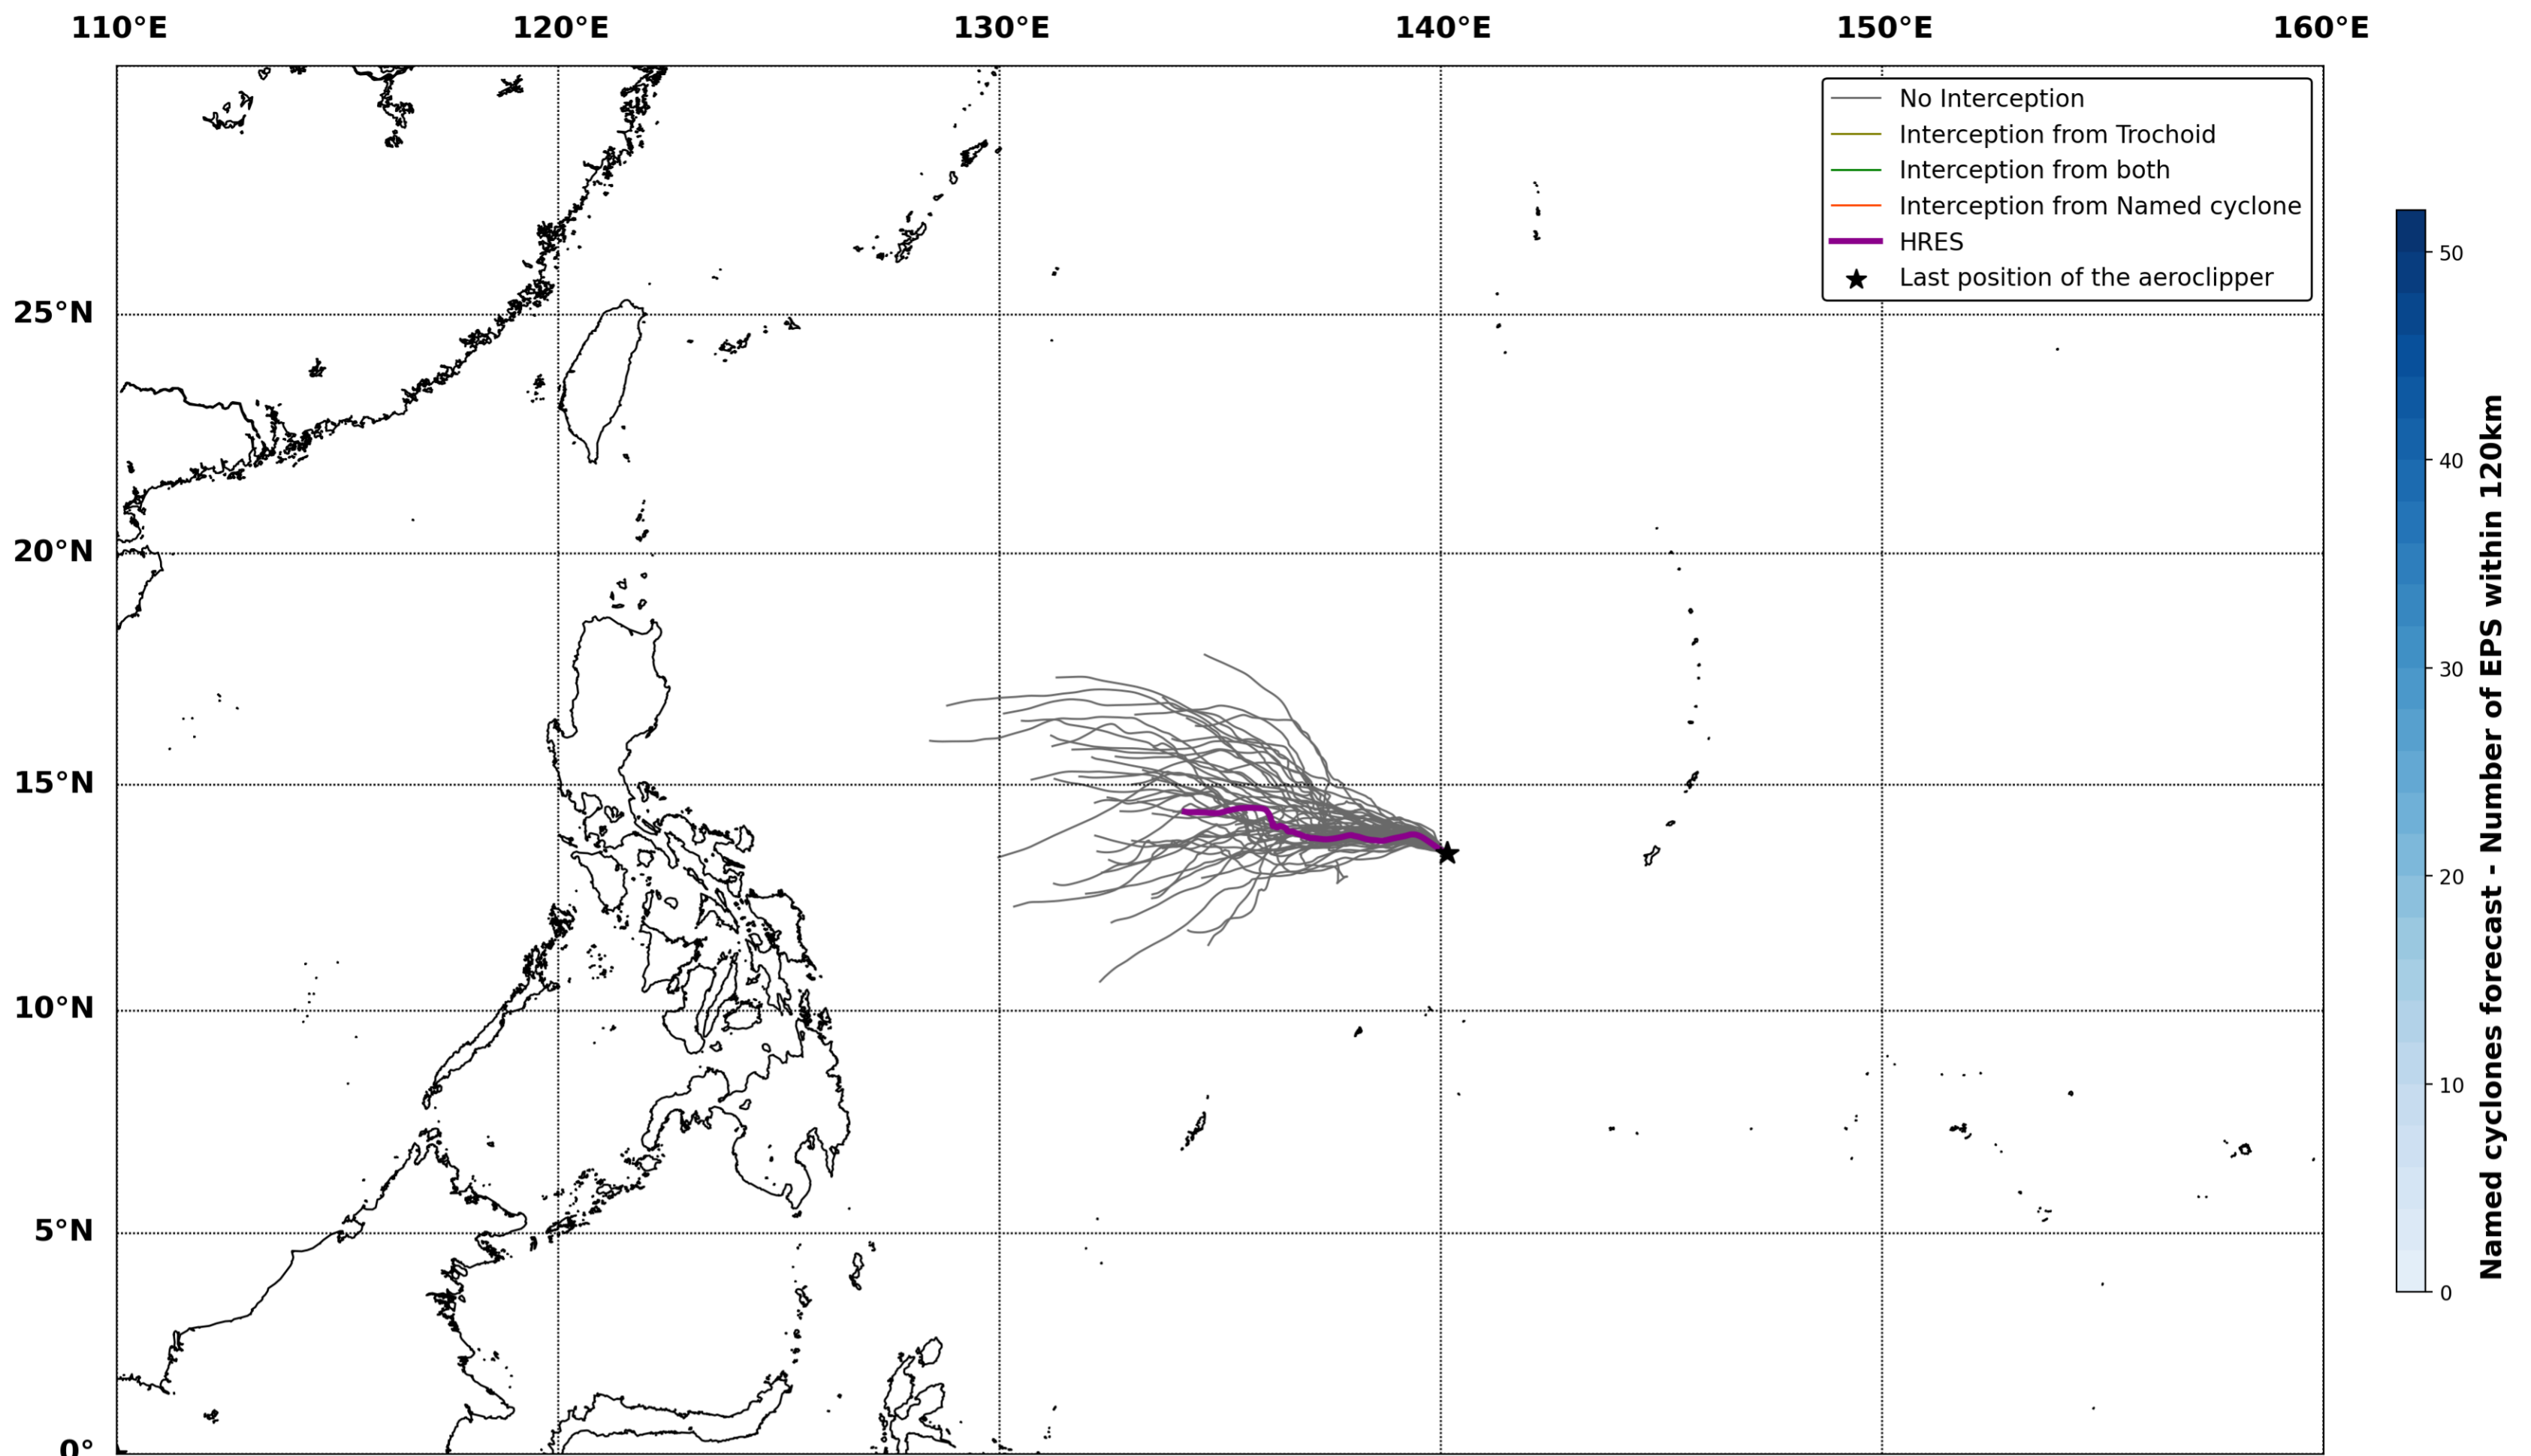 110°E 120°E 130°E 140°E 150°E 160°E
No Interception
Interception from Trochoid
Interception from both
Interception from Named cyclone
HRES
Last position of the aeroclipper
25°N
20°N
15°N
10°N
5°N
0°
50
40
30
20
10
0
Named cyclones forecast - Number of EPS within 120km